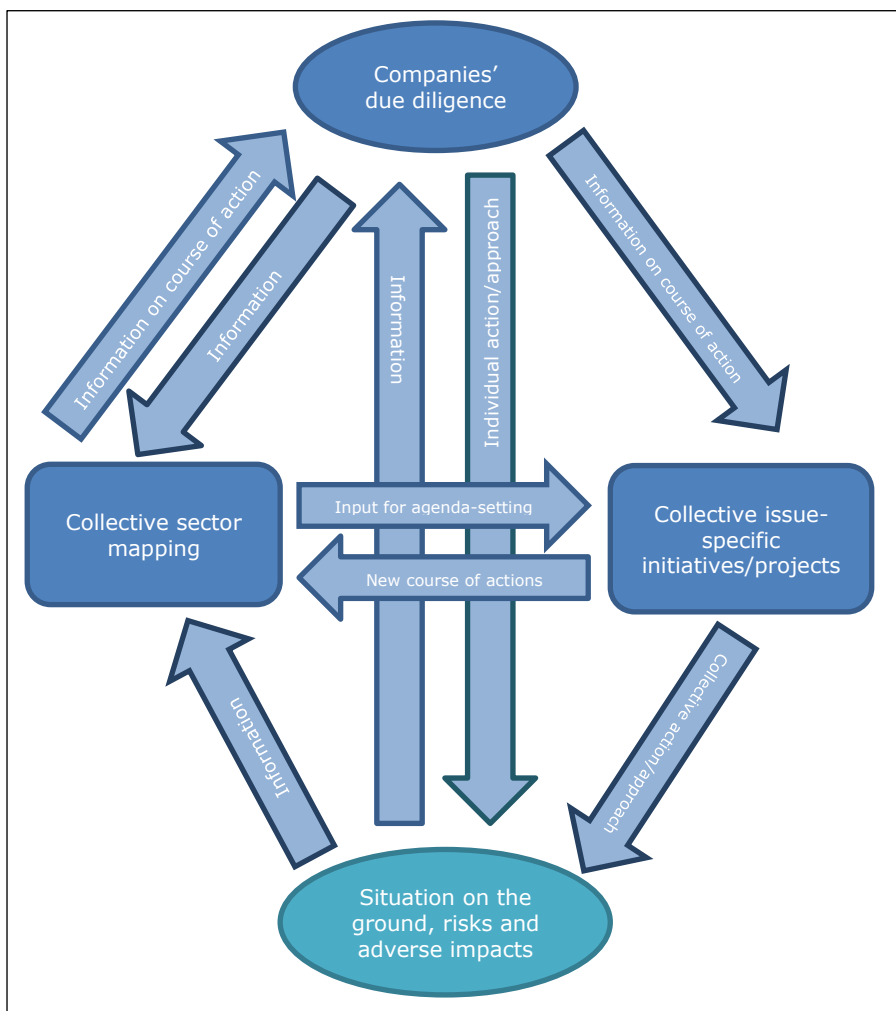 Companies’
due diligence
Information on course of action
Information
Information
Individual action/approach
Information on course of action
Collective sector
mapping
Input for agenda-setting
New course of actions
Collective issue-
specific
initiatives/projects
Information
Collective action/approach
Situation on the
ground, risks and
adverse impacts